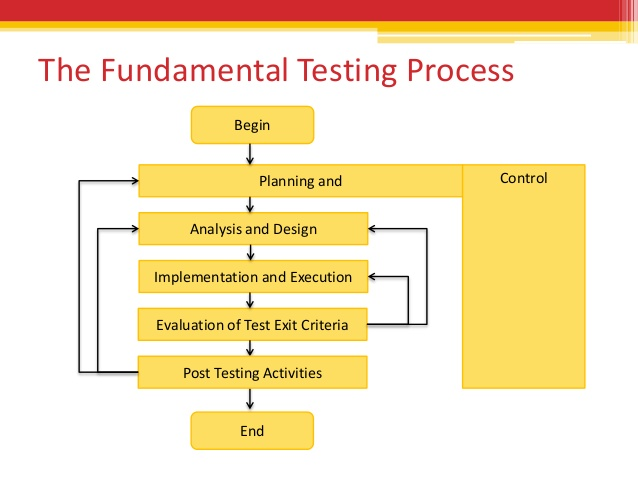 The Fundamental Testing Process
Begin
Planning and
Control
Analysis and Design
Implementation and Execution
Evaluation of Test Exit Criteria
Post Testing Activities
End